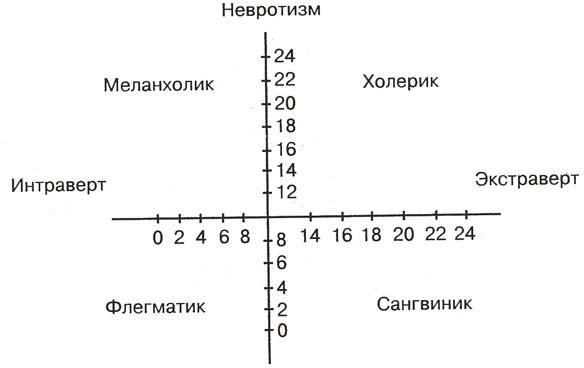 Невротизм
24
Меланхолик
22
Холерик
20
18
16
14
Интраверт
Экстраверт
12
0 2 4 6 8
14 16 18 20 22 24
8
6
4
Флегматик
2
Сангвиник
0